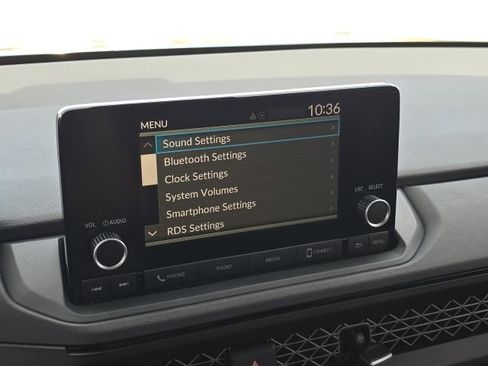 10:36
MENU
Sound Settings
Bluetooth Settings
Clock Settings
System Volumes
Smartphone Settings
RDS Settings
VOL AUDIO
LIST SELECT
PHONE RADIO MEDIA CONNECT MENU